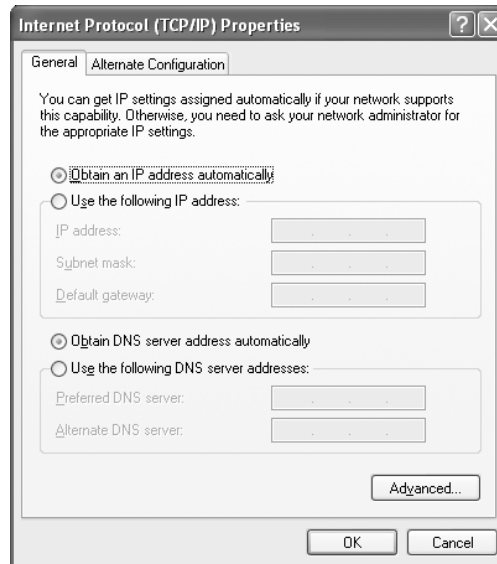 Internet Protocol (TCP/IP) Properties
General
Alternate Configuration
You can get IP settings assigned automatically if your network supports
this capability. Otherwise, you need to ask your network administrator for
the appropriate IP settings.
Obtain an IP address automatically
Use the following IP address:
IP address:
Subnet mask:
Default gateway:
Obtain DNS server address automatically
Use the following DNS server addresses:
Preferred DNS server:
Alternate DNS server:
Advanced...
OK
Cancel